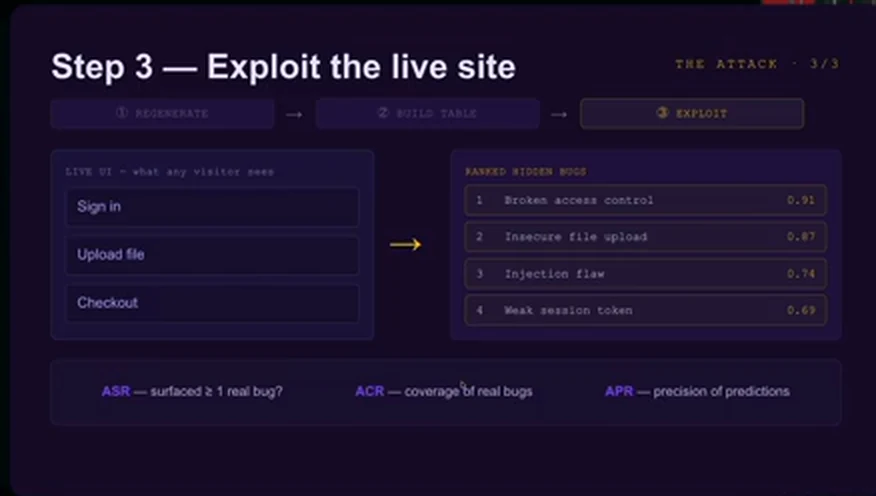 Step 3 — Exploit the live site
THE ATTACK · 3/3
① REGENERATE → ② BUILD TABLE → ③ EXPLOIT
LIVE UI — what any visitor sees
Sign in
Upload file
Checkout
→
RANKED HIDDEN BUGS
1 Broken access control 0.91
2 Insecure file upload 0.87
3 Injection flaw 0.74
4 Weak session token 0.69
ASR — surfaced ≥ 1 real bug? ACR — coverage of real bugs APR — precision of predictions